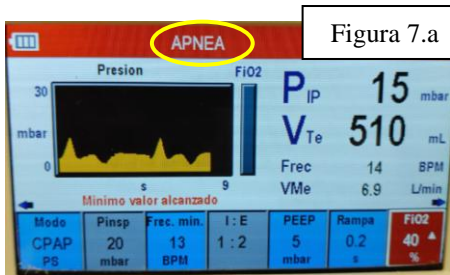 APNEA
Figura 7.a
Presion
FiO2
30
mbar
0
s
9
Minimo valor alcanzado
PIP 15 mbar
VTe 510 mL
Frec 14 BPM
VMe 6.9 L/min
Modo
CPAP
PS
Pinsp
20
mbar
Frec. min.
13
BPM
I : E
1 : 2
PEEP
5
mbar
Rampa
0.2
s
FiO2
40
%